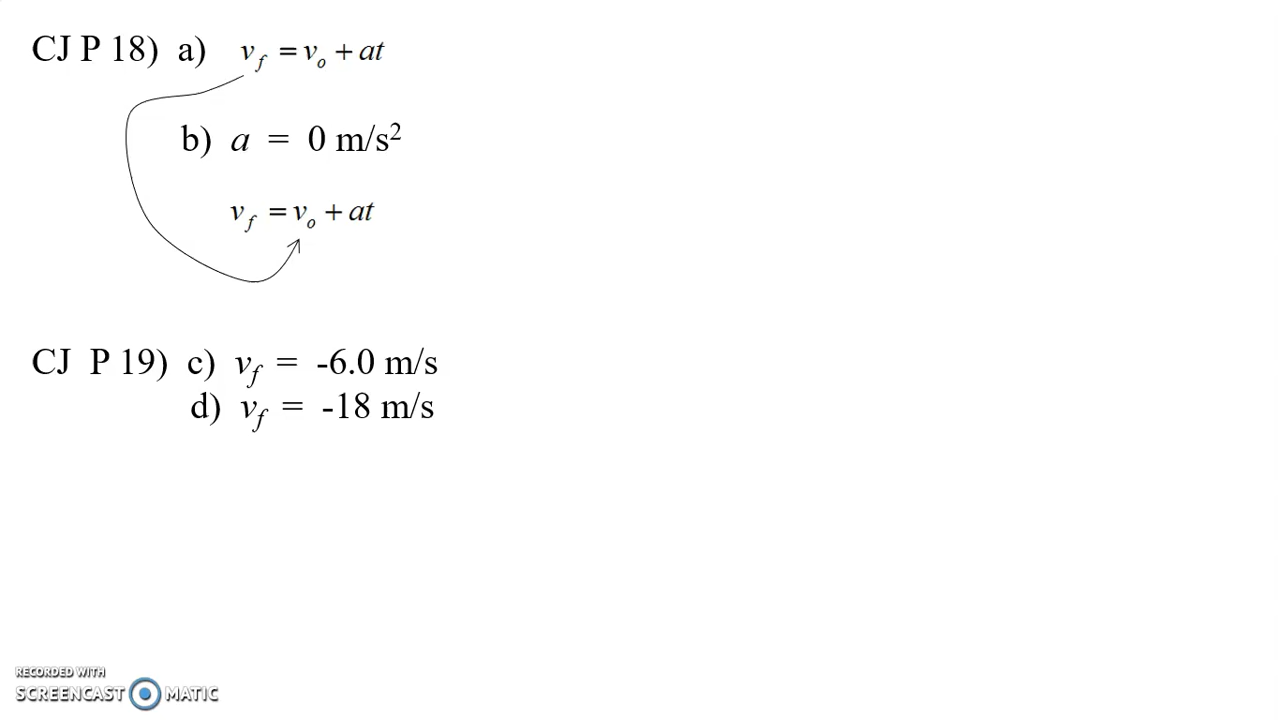 CJ P 18) a) v_f = v_o + at
b) a = 0 m/s²
v_f = v_o + at
CJ P 19) c) v_f = -6.0 m/s
d) v_f = -18 m/s
RECORDED WITH
SCREENCAST MATIC